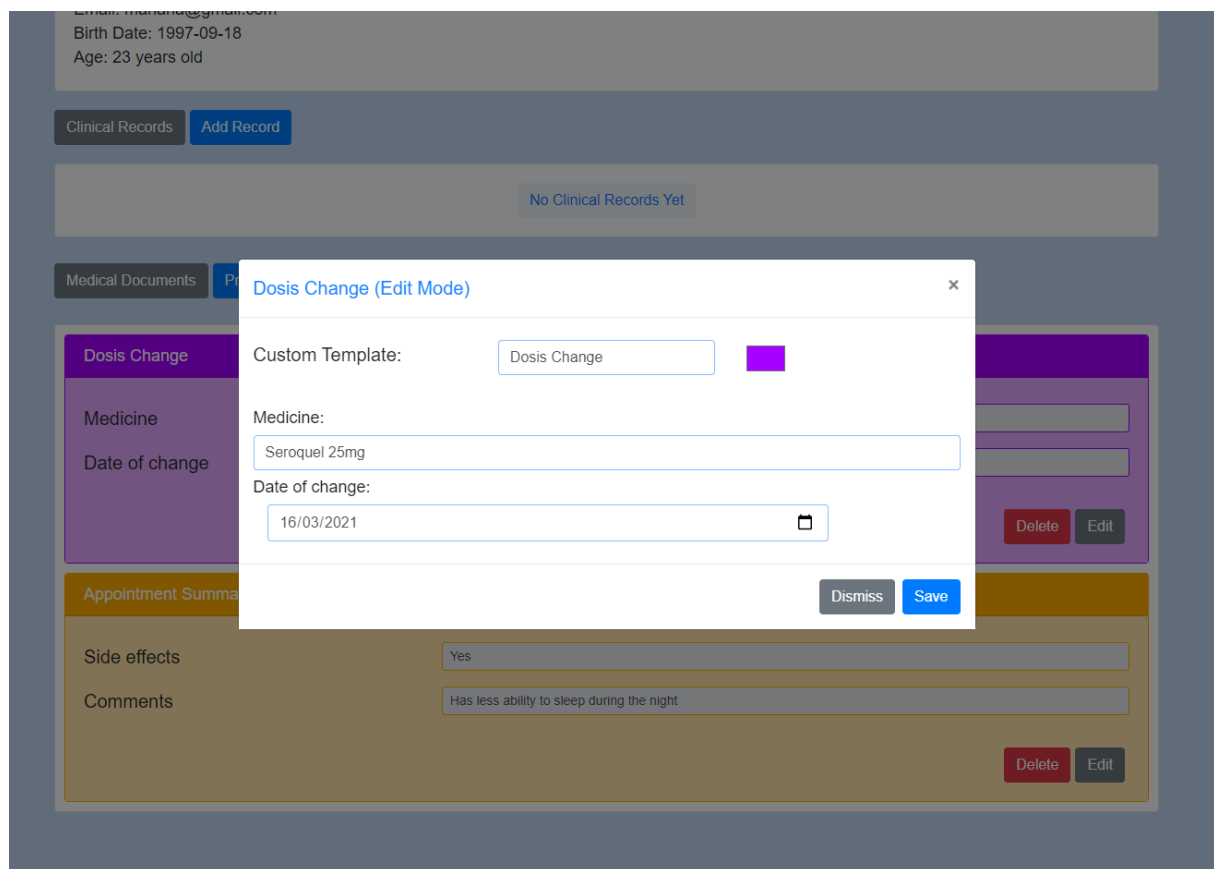 Birth Date: 1997-09-18
Age: 23 years old
Clinical Records Add Record
No Clinical Records Yet
Medical Documents
Dosis Change (Edit Mode) ×
Custom Template: Dosis Change
Medicine:
Seroquel 25mg
Date of change:
16/03/2021
Dismiss Save
Dosis Change
Medicine
Date of change
Delete Edit
Appointment
Side effects Yes
Comments Has less ability to sleep during the night
Delete Edit